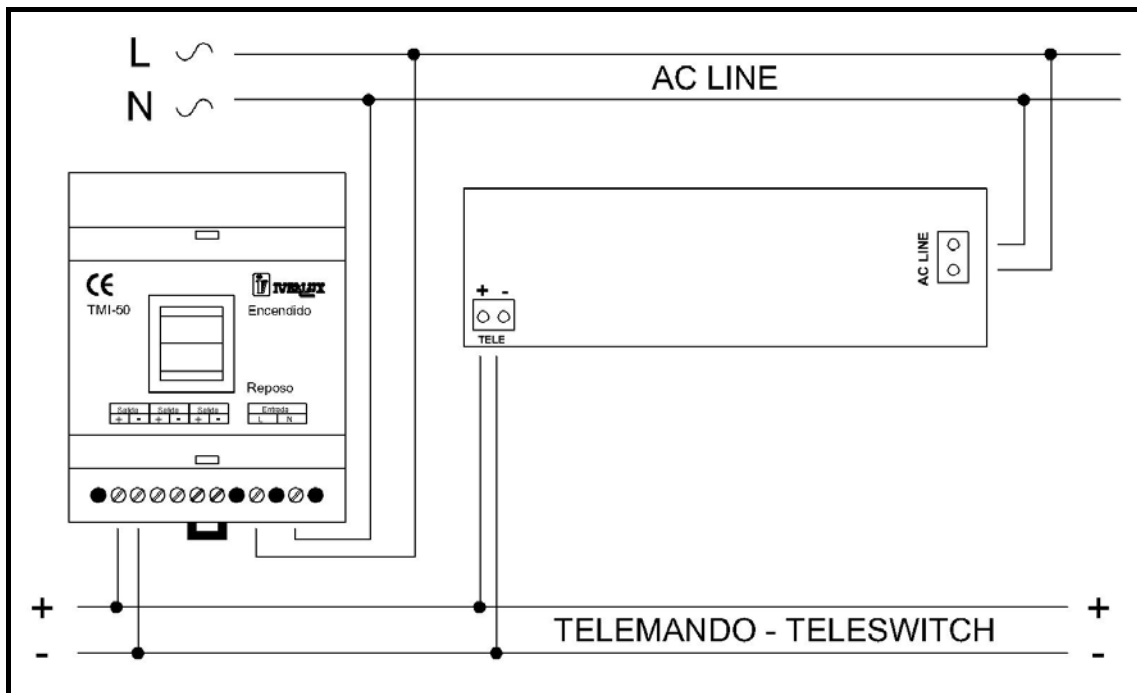 L
AC LINE
N
CE
IVERLUX
TMI-50
Encendido
AC LINE
+ -
TELE
Reposo
Salida Salida Salida Entrada
+ - + - + - L N
+ +
TELEMANDO - TELESWITCH
- -